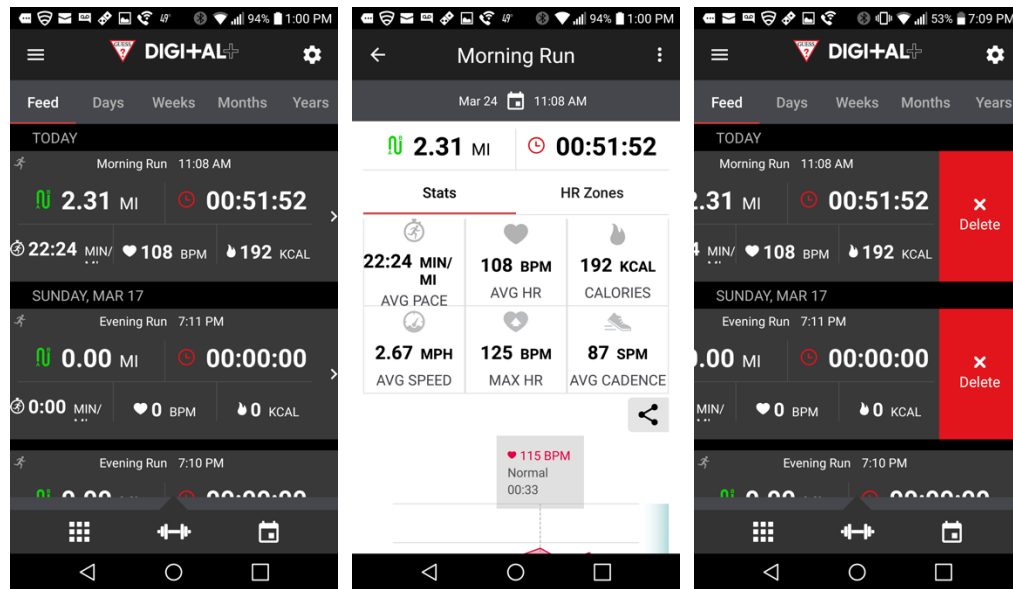 49° 94% 1:00 PM
GUESS ? DIGI+AL+
Feed Days Weeks Months Years
TODAY
Morning Run 11:08 AM
2.31 MI 00:51:52
22:24 MIN/ 108 BPM 192 KCAL
SUNDAY, MAR 17
Evening Run 7:11 PM
0.00 MI 00:00:00
0:00 MIN/ 0 BPM 0 KCAL
Evening Run 7:10 PM
49° 94% 1:00 PM
Morning Run
Mar 24 11:08 AM
2.31 MI 00:51:52
Stats HR Zones
22:24 MIN/ 108 BPM 192 KCAL
MI
AVG PACE AVG HR CALORIES
2.67 MPH 125 BPM 87 SPM
AVG SPEED MAX HR AVG CADENCE
115 BPM
Normal
00:33
53% 7:09 PM
GUESS ? DIGI+AL+
Feed Days Weeks Months Years
TODAY
Morning Run 11:08 AM
2.31 MI 00:51:52
Delete
MIN/ 108 BPM 192 KCAL
SUNDAY, MAR 17
Evening Run 7:11 PM
0.00 MI 00:00:00
Delete
MIN/ 0 BPM 0 KCAL
Evening Run 7:10 PM